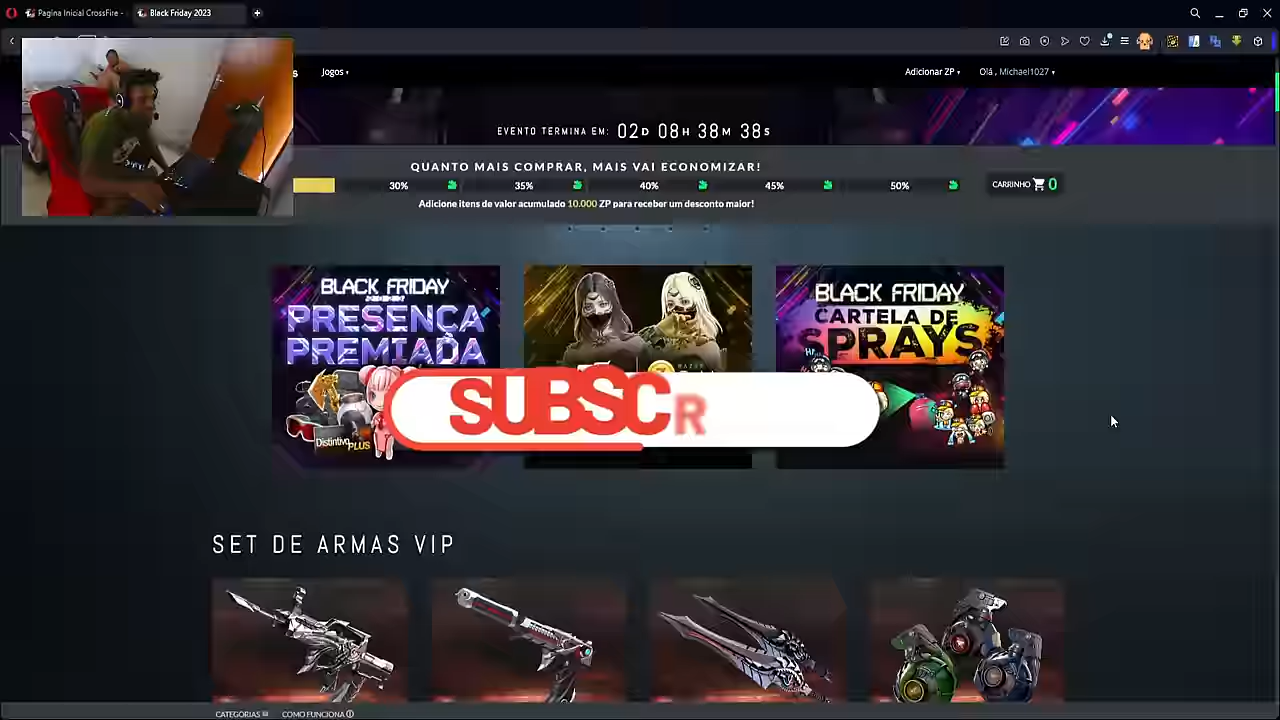 Pagina Inicial CrossFire -
Black Friday 2023
Jogos
Adicionar ZP
Olá , Michael1027
EVENTO TERMINA EM: 02D 08H 38M 38S
QUANTO MAIS COMPRAR, MAIS VAI ECONOMIZAR!
30% 35% 40% 45% 50%
CARRINHO 0
Adicione itens de valor acumulado 10.000 ZP para receber um desconto maior!
BLACK FRIDAY
PRESENÇA
PREMIADA
Distintivo
PLUS
RAZER
BLACK FRIDAY
CARTELA DE
SPRAYS
SUBSCR
SET DE ARMAS VIP
CATEGORIAS
COMO FUNCIONA